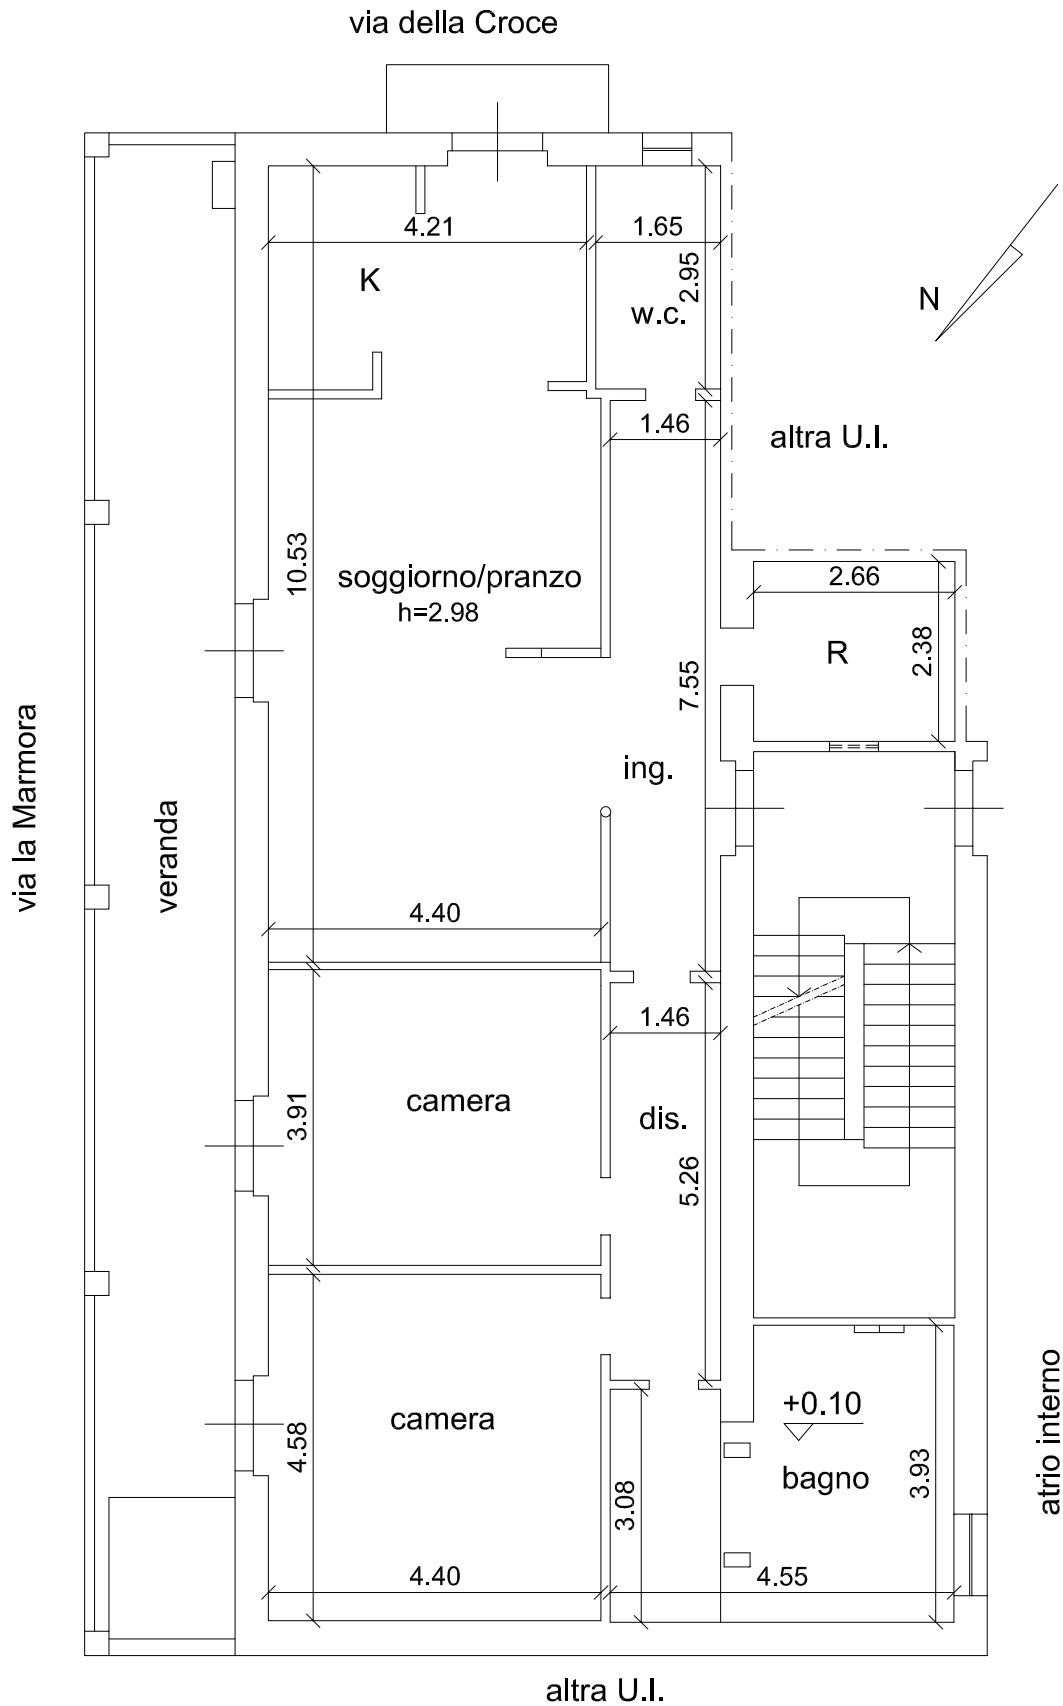 via della Croce
4.21
1.65
2.95
K
w.c.
N
1.46
altra U.I.
10.53
soggiorno/pranzo
h=2.98
2.66
R
2.38
7.55
via la Marmora
veranda
ing.
4.40
1.46
camera
3.91
dis.
5.26
camera
4.58
+0.10
bagno
3.93
3.08
atrio interno
4.40
4.55
altra U.I.